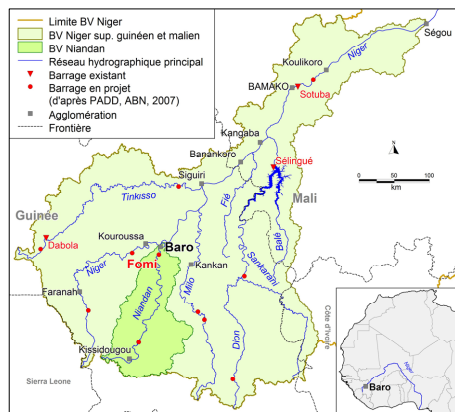 Limite BV Niger
BV Niger sup. guinéen et malien
BV Niandan
Réseau hydrographique principal
Barrage existant
Barrage en projet
(d'après PADD, ABN, 2007)
Agglomération
Frontière
Ségou
Niger
Koulikoro
BAMAKO
Sotuba
Kangaba
Banankoro
Sélingué
Siguiri
Fié
Mali
Tinkisso
Guinée
Balé
Kouroussa
Baro
Sankarani
Dabola
Fomi
Kankan
Niger
Milo
Faranah
Niandan
Dion
Kissidougou
Sierra Leone
Côte d'Ivoire
N
0 50 100
km
Niger
Baro